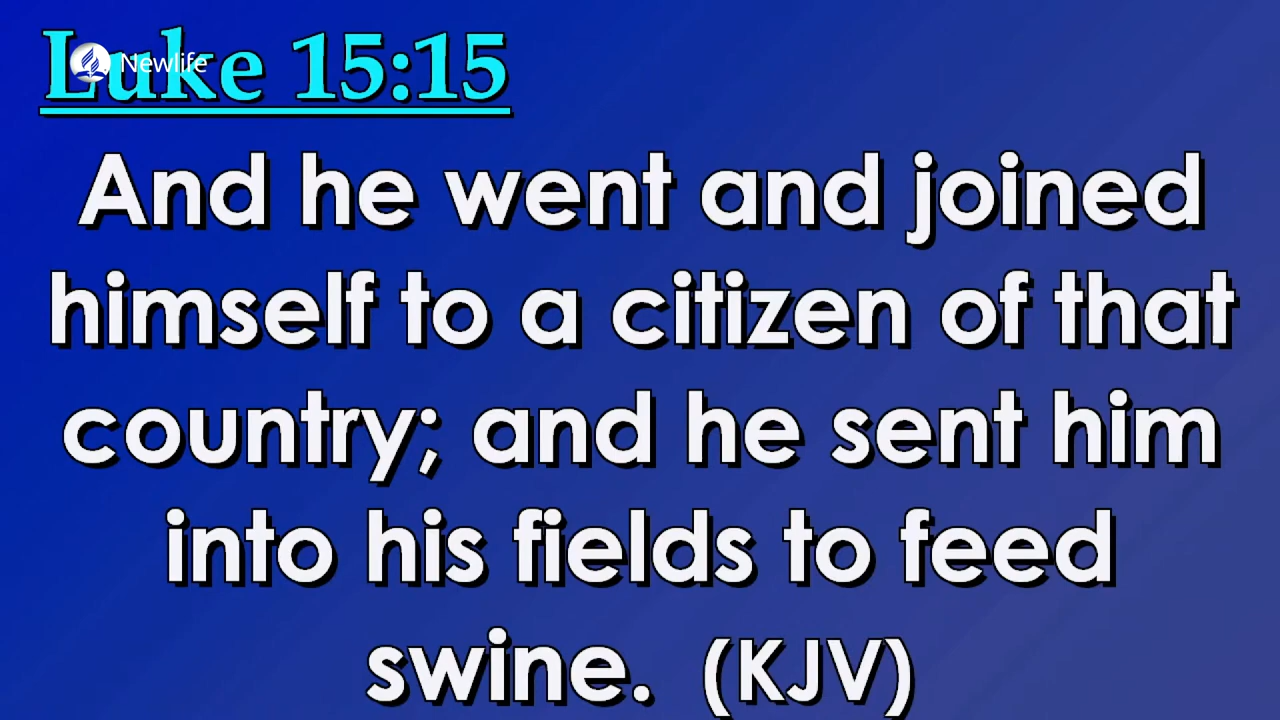 Luke 15:15
Newlife
And he went and joined
himself to a citizen of that
country; and he sent him
into his fields to feed
swine. (KJV)